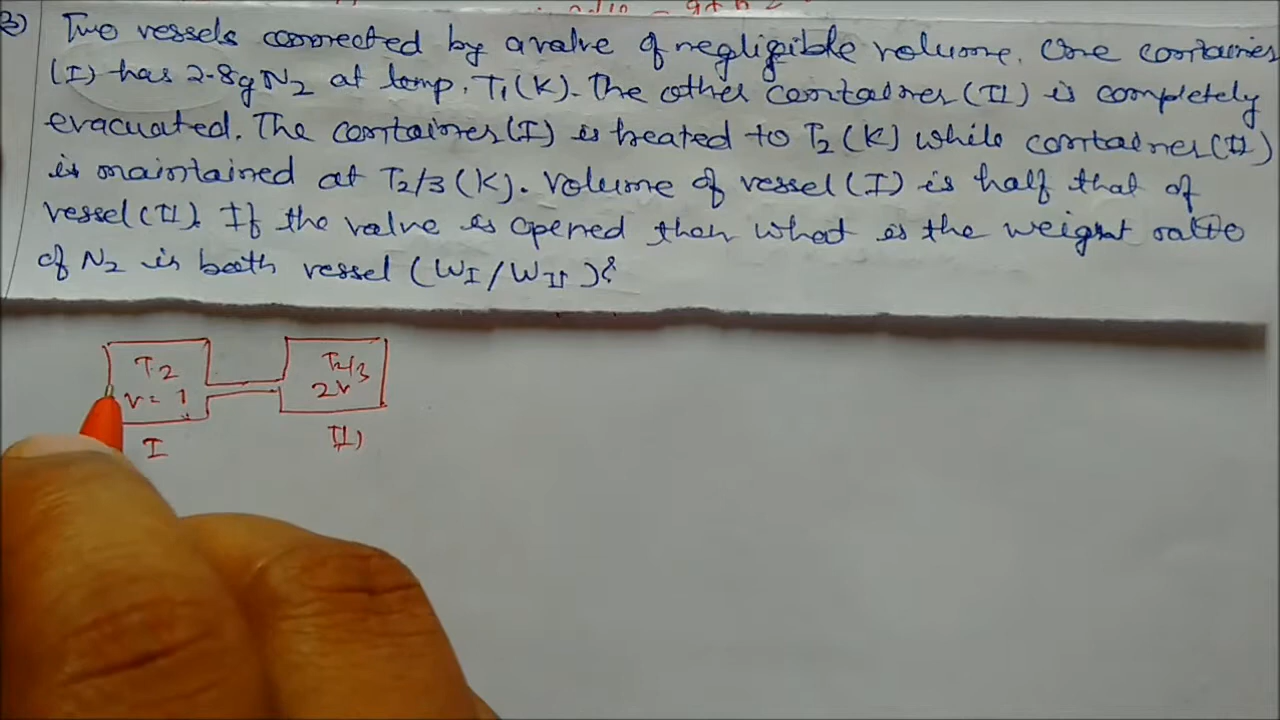 3) Two vessels connected by a valve of negligible volume. One container
(I) has 2.8g N2 at temp. T1(K). The other container (II) is completely
evacuated. The container (I) is heated to T2(K) while container (II)
is maintained at T2/3(K). Volume of vessel (I) is half that of
vessel (II). If the valve is opened then what is the weight ratio
of N2 is both vessel (WI/WII)?
T2
V = 1
I
T2/3
2V
II)